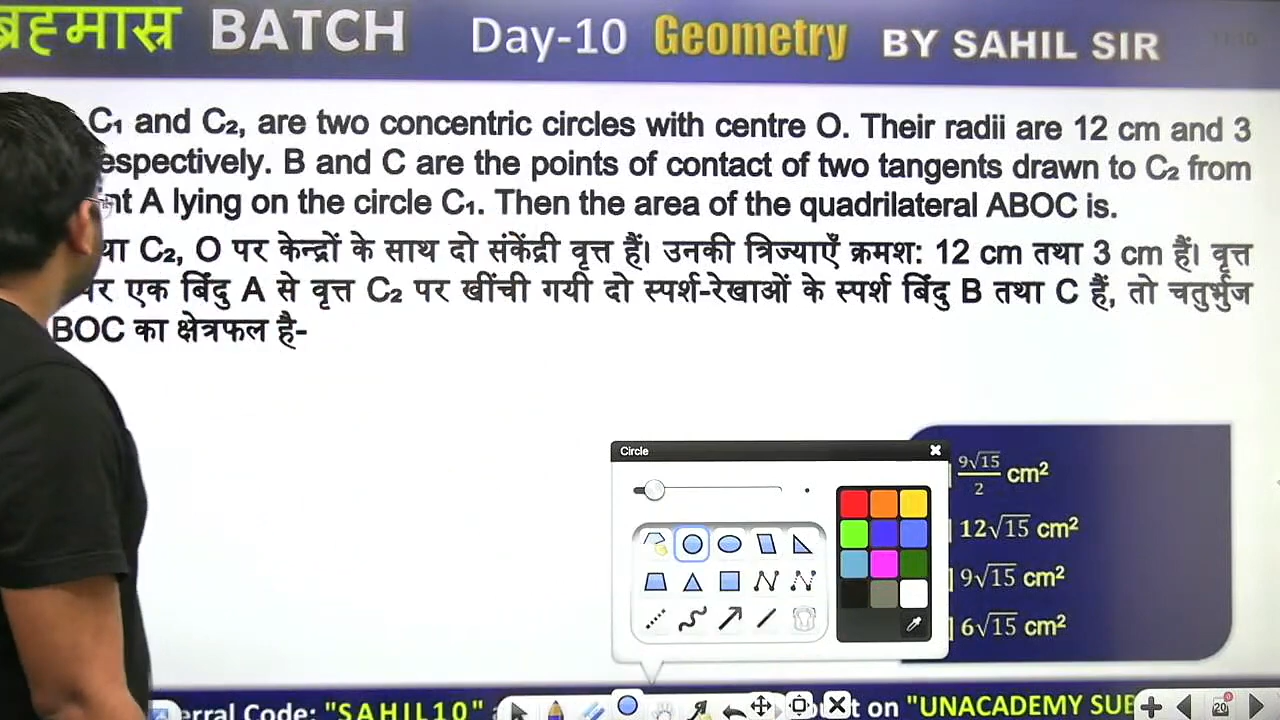 ब्रह्मास्र BATCH Day-10 Geometry BY SAHIL SIR
C₁ and C₂, are two concentric circles with centre O. Their radii are 12 cm and 3
espectively. B and C are the points of contact of two tangents drawn to C₂ from
nt A lying on the circle C₁. Then the area of the quadrilateral ABOC is.
था C₂, O पर केन्द्रों के साथ दो संकेंद्री वृत्त हैं। उनकी त्रिज्याएँ क्रमश: 12 cm तथा 3 cm हैं। वृत्त
पर एक बिंदु A से वृत्त C₂ पर खींची गयी दो स्पर्श-रेखाओं के स्पर्श बिंदु B तथा C हैं, तो चतुर्भुज
BOC का क्षेत्रफल है-
Circle
9√15/2 cm²
12√15 cm²
9√15 cm²
6√15 cm²
erral Code: "SAHIL10" on "UNACADEMY SUB
20